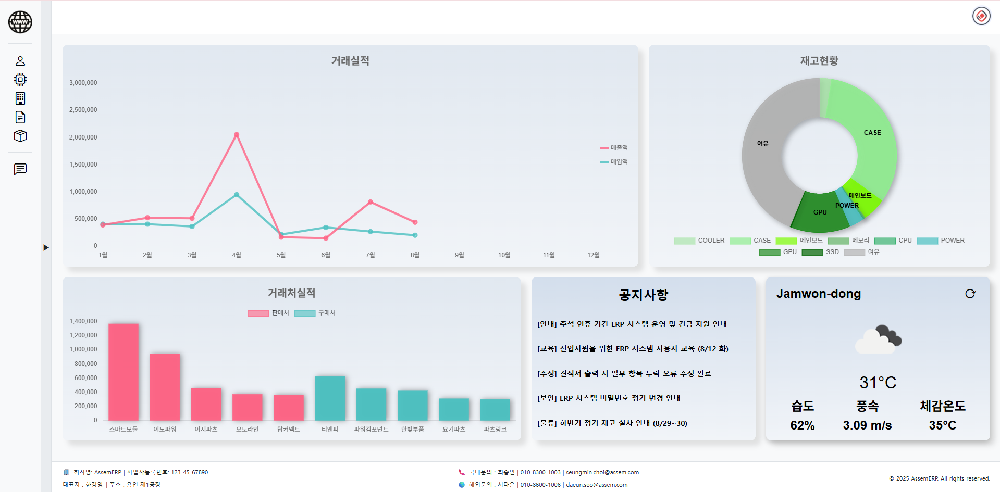 WWW
거래실적
3,000,000
2,500,000
2,000,000
1,500,000
1,000,000
500,000
0
1월 2월 3월 4월 5월 6월 7월 8월 9월 10월 11월 12월
매출액
매입액
재고현황
여유
CASE
메인보드
POWER
GPU
COOLER CASE 메인보드 메모리 CPU POWER
GPU SSD 여유
거래처실적
판매처 구매처
1,400,000
1,200,000
1,000,000
800,000
600,000
400,000
200,000
0
스마트모듈 이노파워 이지파츠 오토라인 탑커넥트 티앤피 파워컴포넌트 한빛부품 요기파츠 파츠링크
공지사항
[안내] 추석 연휴 기간 ERP 시스템 운영 및 긴급 지원 안내
[교육] 신입사원을 위한 ERP 시스템 사용자 교육 (8/12 화)
[수정] 견적서 출력 시 일부 항목 누락 오류 수정 완료
[보안] ERP 시스템 비밀번호 정기 변경 안내
[물류] 하반기 정기 재고 실사 안내 (8/29~30)
Jamwon-dong
31°C
습도 풍속 체감온도
62% 3.09 m/s 35°C
회사명: AssemERP | 사업자등록번호: 123-45-67890
대표자 : 한경영 | 주소 : 용인 제1공장
국내문의 : 최승민 | 010-8300-1003 | seungmin.choi@assem.com
해외문의 : 서다은 | 010-8600-1006 | daeun.seo@assem.com
© 2025 AssemERP. All rights reserved.